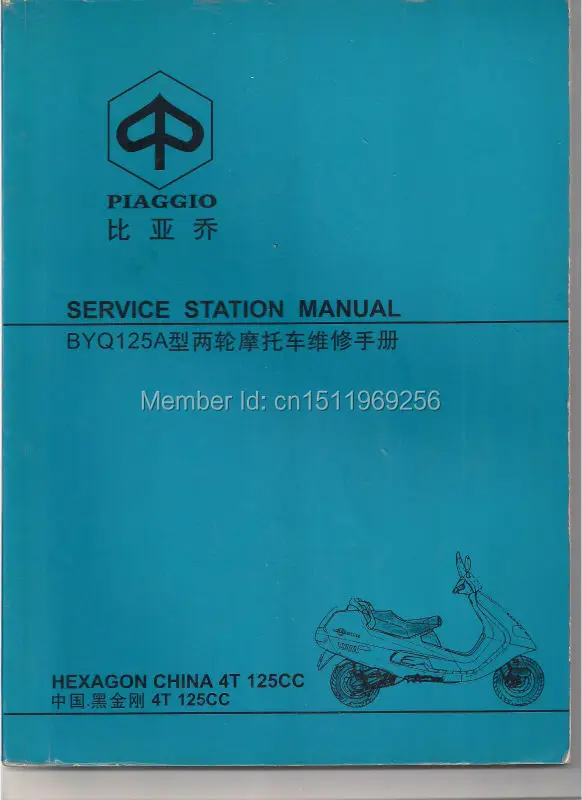 PIAGGIO
比亚乔
SERVICE STATION MANUAL
BYQ125A型两轮摩托车维修手册
Member Id: cn1511969256
HEXAGON CHINA 4T 125CC
中国.黑金刚 4T 125CC